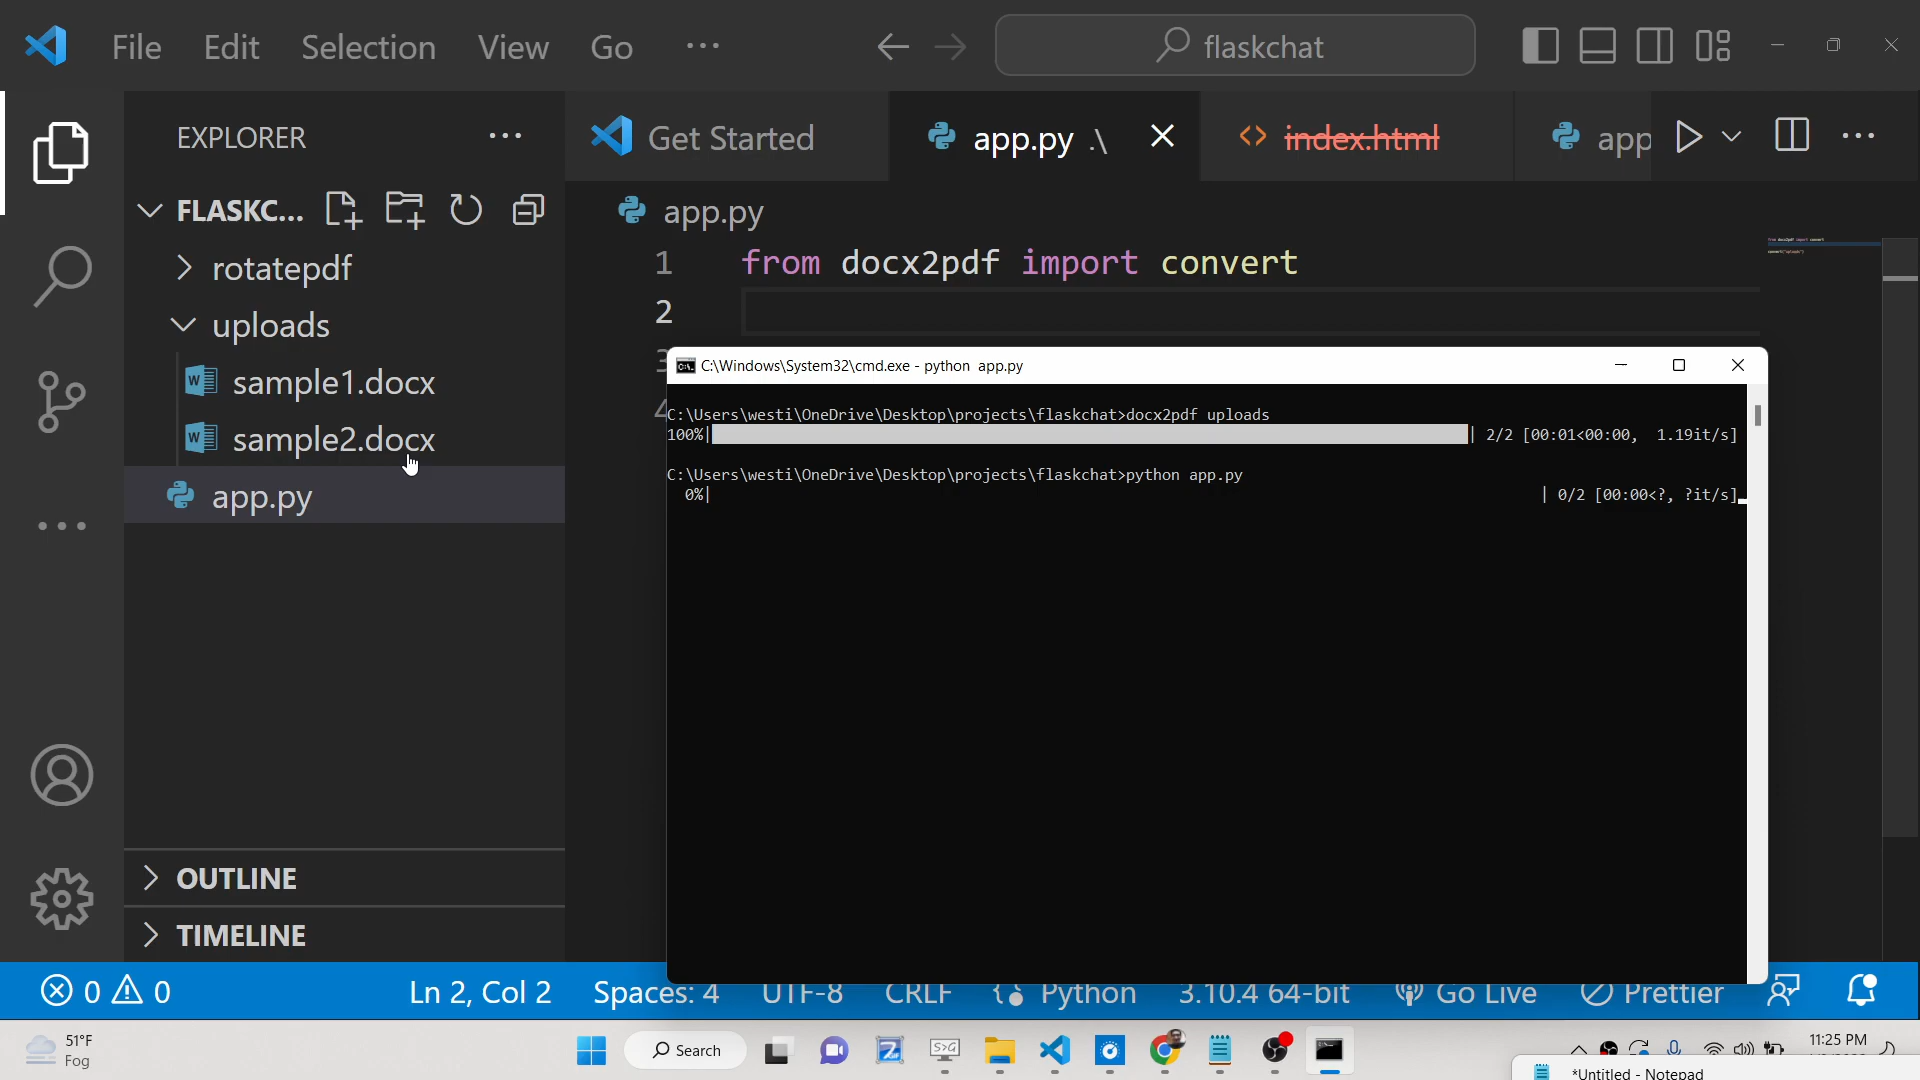 File Edit Selection View Go ...
flaskchat
EXPLORER ...
FLASKC...
rotatepdf
uploads
sample1.docx
sample2.docx
app.py
OUTLINE
TIMELINE
Get Started
app.py .\
index.html
app
app.py
1 from docx2pdf import convert
2
3
4
C:\Windows\System32\cmd.exe - python  app.py
C:\Users\westi\OneDrive\Desktop\projects\flaskchat>docx2pdf uploads
100%| | 2/2 [00:01<00:00,  1.19it/s]
C:\Users\westi\OneDrive\Desktop\projects\flaskchat>python app.py
0%| | 0/2 [00:00<?, ?it/s]
0 0 Ln 2, Col 2 Spaces: 4 UTF-8 CRLF Python 3.10.4 64-bit Go Live Prettier
51°F
Fog
Search
11:25 PM
*Untitled - Notepad